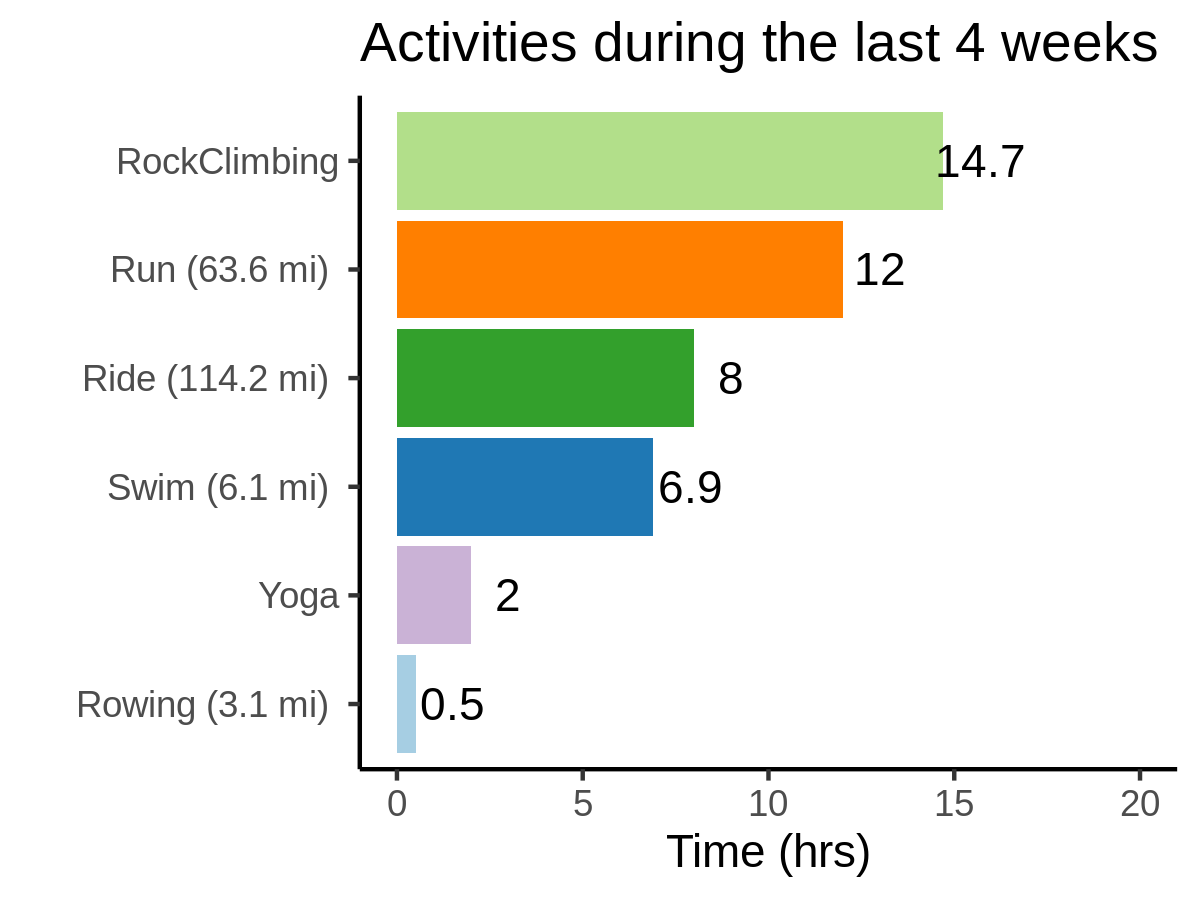 Activities during the last 4 weeks
RockClimbing 14.7
Run (63.6 mi) 12
Ride (114.2 mi) 8
Swim (6.1 mi) 6.9
Yoga 2
Rowing (3.1 mi) 0.5
0 5 10 15 20
Time (hrs)